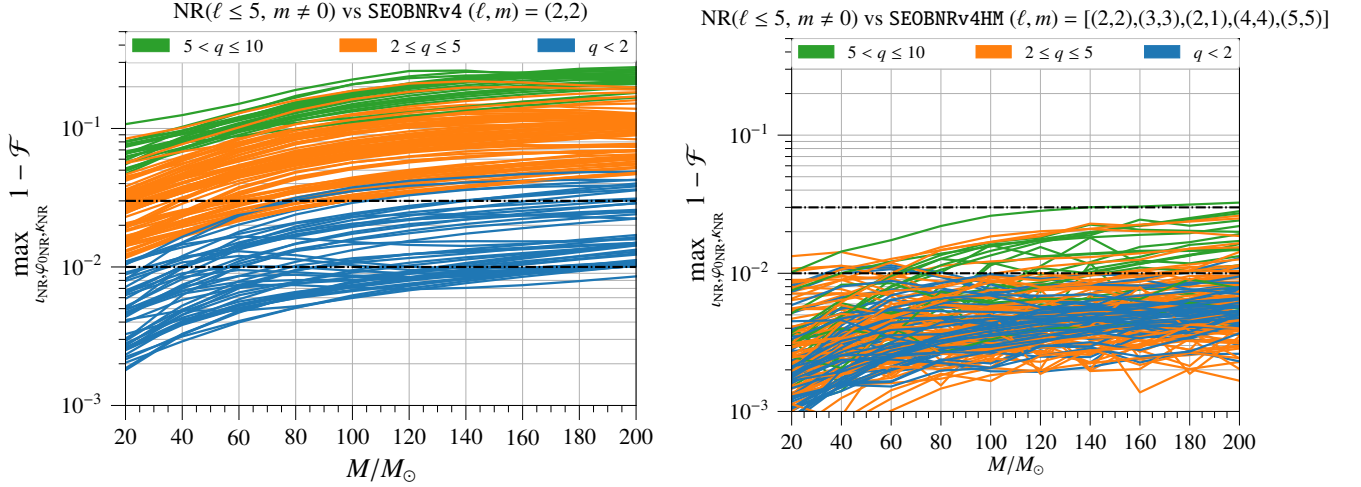 NR(ℓ ≤ 5, m ≠ 0) vs SEOBNRv4 (ℓ, m) = (2,2)
5 < q ≤ 10
2 ≤ q ≤ 5
q < 2
max 1 − ℱ
ι_NR, φ_0NR, κ_NR
10⁻¹
10⁻²
10⁻³
20 40 60 80 100 120 140 160 180 200
M/M⊙
NR(ℓ ≤ 5, m ≠ 0) vs SEOBNRv4HM (ℓ, m) = [(2,2),(3,3),(2,1),(4,4),(5,5)]
5 < q ≤ 10
2 ≤ q ≤ 5
q < 2
max 1 − ℱ
ι_NR, φ_0NR, κ_NR
10⁻¹
10⁻²
10⁻³
20 40 60 80 100 120 140 160 180 200
M/M⊙